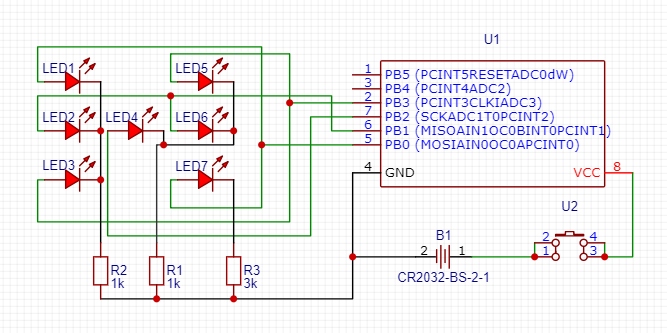 U1
LED1
LED5
1 PB5 (PCINT5RESETADC0dW)
3 PB4 (PCINT4ADC2)
2 PB3 (PCINT3CLKIADC3)
LED2 LED4 LED6
7 PB2 (SCKADC1T0PCINT2)
6 PB1 (MISOAIN1OC0BINT0PCINT1)
5 PB0 (MOSIAIN0OC0APCINT0)
LED3
LED7
4 GND
VCC 8
U2
B1
2 1
2 4
1 3
CR2032-BS-2-1
R2
1k
R1
1k
R3
3k